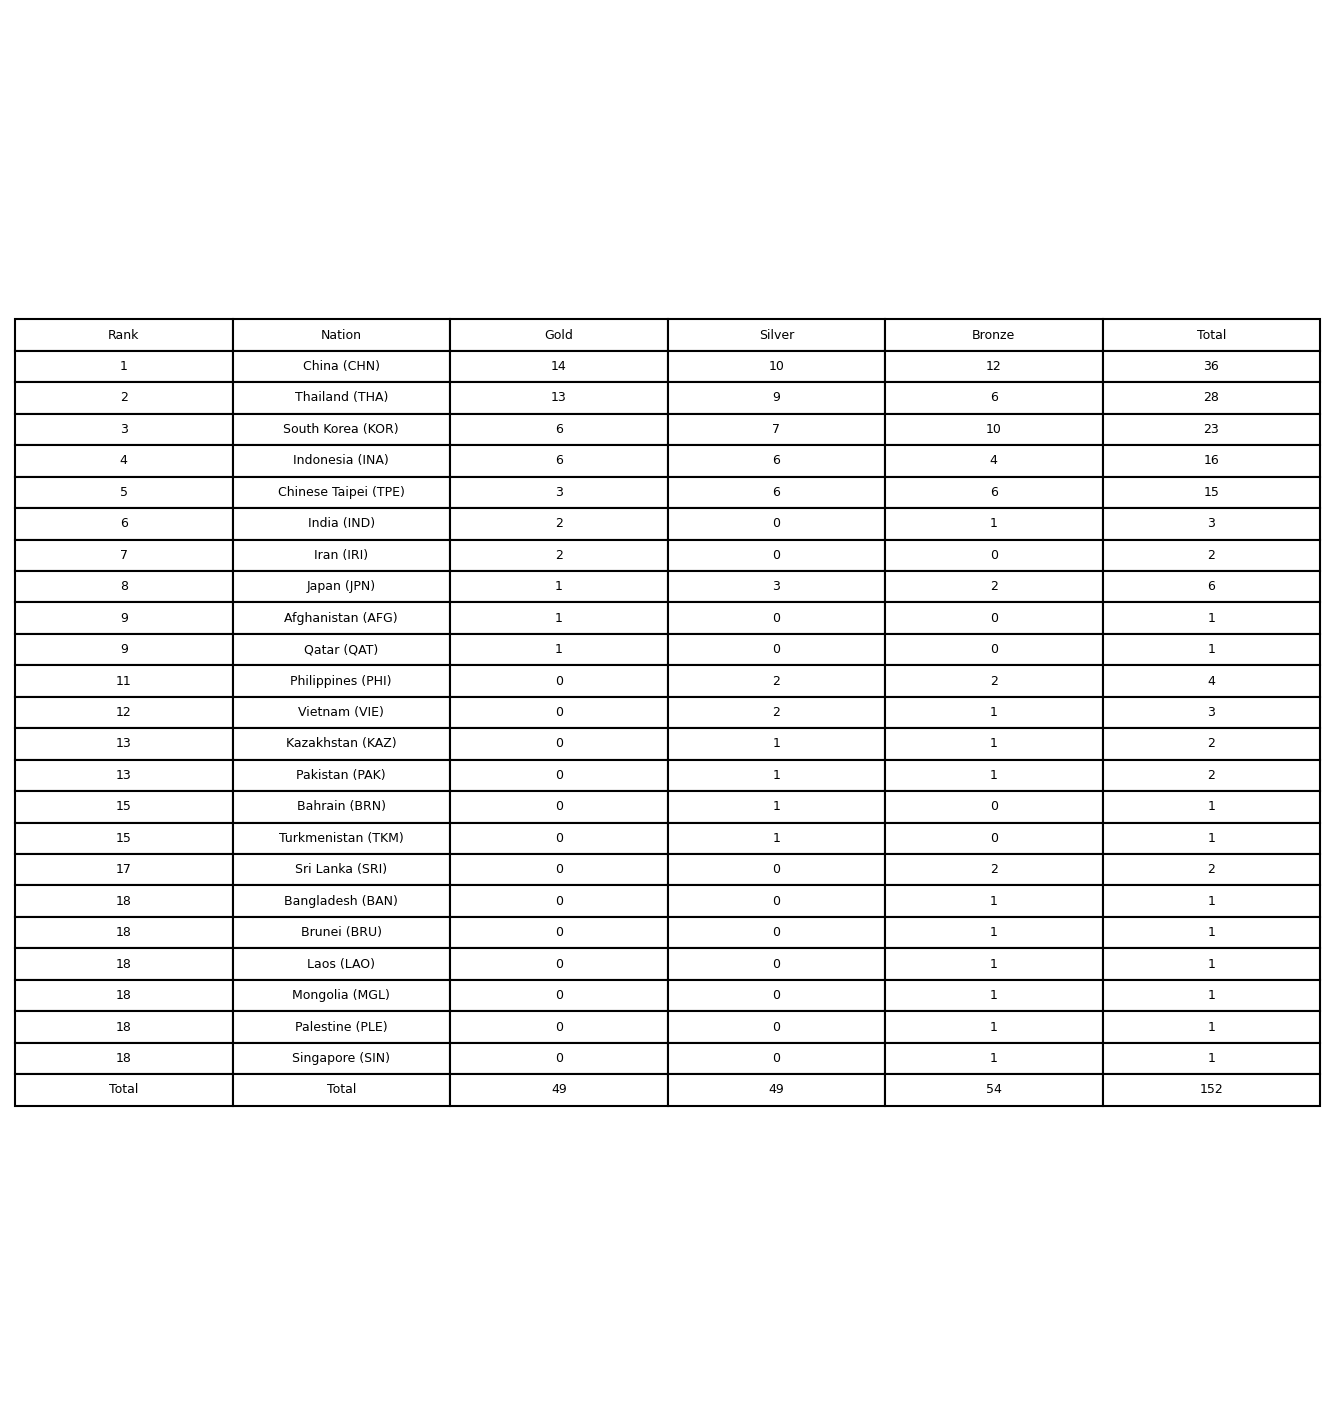 Rank Nation Gold Silver Bronze Total
1 China (CHN) 14 10 12 36
2 Thailand (THA) 13 9 6 28
3 South Korea (KOR) 6 7 10 23
4 Indonesia (INA) 6 6 4 16
5 Chinese Taipei (TPE) 3 6 6 15
6 India (IND) 2 0 1 3
7 Iran (IRI) 2 0 0 2
8 Japan (JPN) 1 3 2 6
9 Afghanistan (AFG) 1 0 0 1
9 Qatar (QAT) 1 0 0 1
11 Philippines (PHI) 0 2 2 4
12 Vietnam (VIE) 0 2 1 3
13 Kazakhstan (KAZ) 0 1 1 2
13 Pakistan (PAK) 0 1 1 2
15 Bahrain (BRN) 0 1 0 1
15 Turkmenistan (TKM) 0 1 0 1
17 Sri Lanka (SRI) 0 0 2 2
18 Bangladesh (BAN) 0 0 1 1
18 Brunei (BRU) 0 0 1 1
18 Laos (LAO) 0 0 1 1
18 Mongolia (MGL) 0 0 1 1
18 Palestine (PLE) 0 0 1 1
18 Singapore (SIN) 0 0 1 1
Total Total 49 49 54 152